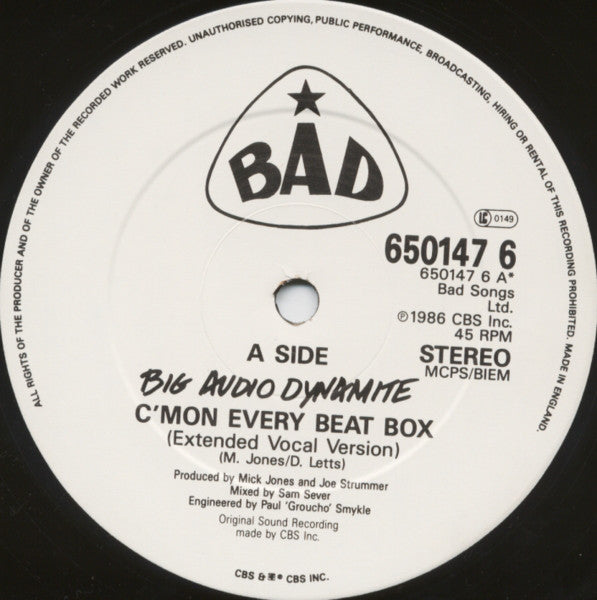 ALL RIGHTS OF THE PRODUCER AND OF THE OWNER OF THE RECORDED WORK RESERVED. UNAUTHORISED COPYING, PUBLIC PERFORMANCE, BROADCASTING, HIRING OR RENTAL OF THIS RECORDING PROHIBITED. MADE IN ENGLAND.
BAD
LC 0149
650147 6
650147 6 A*
Bad Songs
Ltd.
℗1986 CBS Inc.
45 RPM
A SIDE
STEREO
MCPS/BIEM
BIG AUDIO DYNAMITE
C'MON EVERY BEAT BOX
(Extended Vocal Version)
(M. Jones/D. Letts)
Produced by Mick Jones and Joe Strummer
Mixed by Sam Sever
Engineered by Paul 'Groucho' Smykle
Original Sound Recording
made by CBS Inc.
CBS & ® CBS INC.